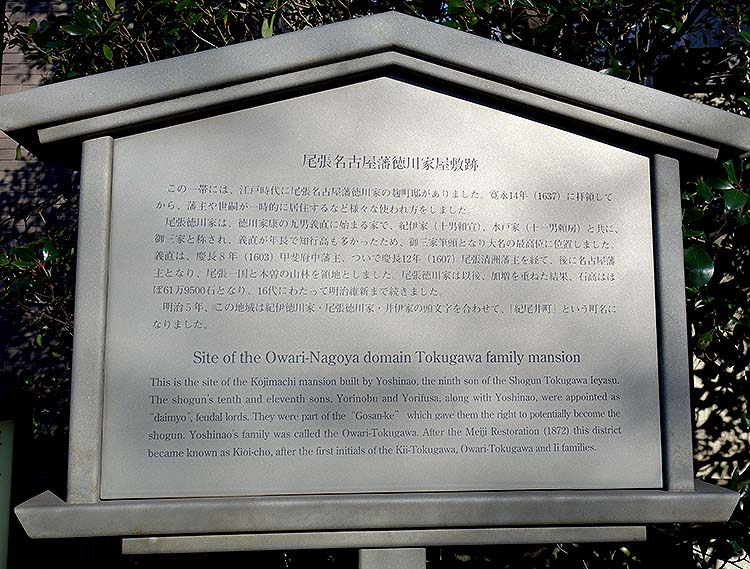 尾張名古屋藩徳川家屋敷跡
この一帯には、江戸時代に尾張名古屋藩徳川家の麹町邸がありました。寛永14年（1637）に拝領して
から、藩主や世嗣が一時的に居住するなど様々な使われ方をしました。
尾張徳川家は、徳川家康の九男義直に始まる家で、紀伊家（十男頼宣）、水戸家（十一男頼房）と共に、
御三家と称され、義直が年長で知行高も多かったため、御三家筆頭となり大名の最高位に位置しました。
義直は、慶長８年（1603）甲斐府中藩主、ついで慶長12年（1607）尾張清洲藩主を経て、後に名古屋藩
主となり、尾張一国と木曽の山林を領地としました。尾張徳川家は以後、加増を重ねた結果、石高はほ
ぼ61万9500石となり、16代にわたって明治維新まで続きました。
明治５年、この地域は紀伊徳川家・尾張徳川家・井伊家の頭文字を合わせて、「紀尾井町」という町名に
なりました。
Site of the Owari-Nagoya domain Tokugawa family mansion
This is the site of the Kojimachi mansion built by Yoshinao, the ninth son of the Shogun Tokugawa Ieyasu.
The shogun's tenth and eleventh sons, Yorinobu and Yorifusa, along with Yoshinao, were appointed as
"daimyo", feudal lords. They were part of the "Gosan-ke" which gave them the right to potentially become the
shogun. Yoshinao's family was called the Owari-Tokugawa. After the Meiji Restoration (1872) this district
became known as Kioi-cho, after the first initials of the Kii-Tokugawa, Owari-Tokugawa and Ii families.